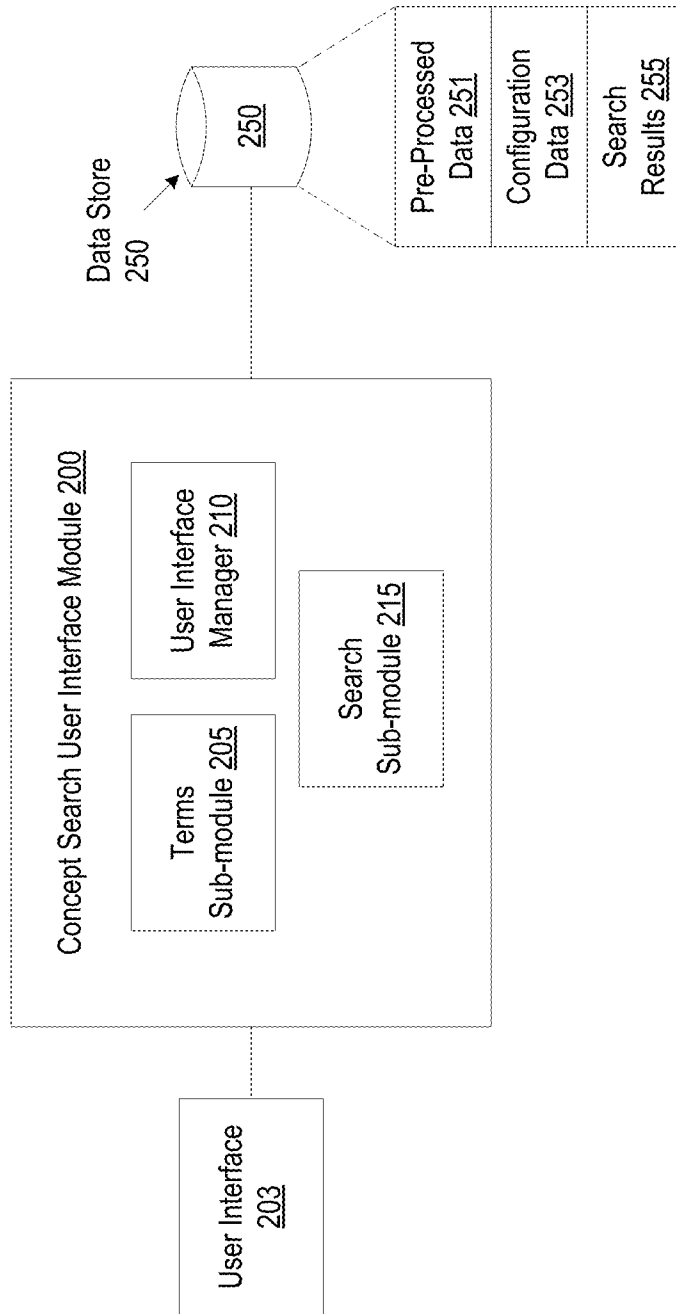 Concept Search User Interface Module 200
User Interface
203
Terms
Sub-module 205
User Interface
Manager 210
Search
Sub-module 215
Data Store
250
250
Pre-Processed
Data 251
Configuration
Data 253
Search
Results 255